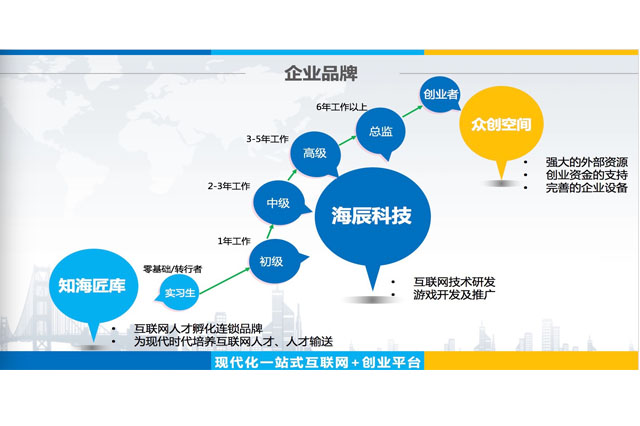 企业品牌
创业者
6年工作以上
众创空间
总监
3-5年工作
高级
强大的外部资源
创业资金的支持
完善的企业设备
2-3年工作
中级
海辰科技
1年工作
初级
零基础/转行者
知海匠库
实习生
互联网技术研发
游戏开发及推广
互联网人才孵化连锁品牌
为现代时代培养互联网人才、人才输送
现代化一站式互联网+创业平台